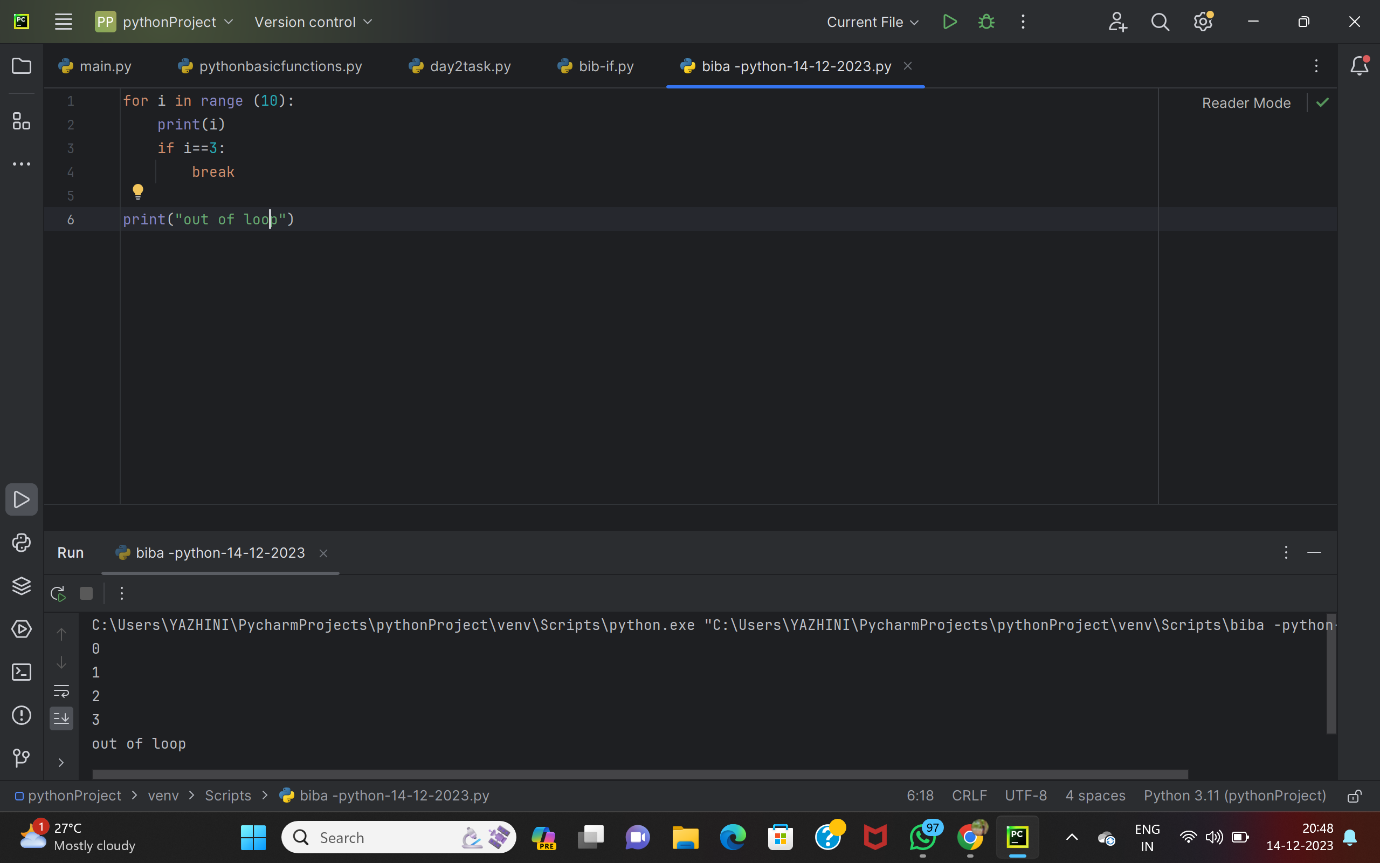 PC PP pythonProject Version control Current File
main.py pythonbasicfunctions.py day2task.py bib-if.py biba -python-14-12-2023.py
Reader Mode
1 for i in range (10):
2 print(i)
3 if i==3:
4 break
5
6 print("out of loop")
Run biba -python-14-12-2023
C:\Users\YAZHINI\PycharmProjects\pythonProject\venv\Scripts\python.exe "C:\Users\YAZHINI\PycharmProjects\pythonProject\venv\Scripts\biba -python-
0
1
2
3
out of loop
pythonProject > venv > Scripts > biba -python-14-12-2023.py 6:18 CRLF UTF-8 4 spaces Python 3.11 (pythonProject)
1 27°C
Mostly cloudy
Search
PRE
97
PC
ENG
IN
20:48
14-12-2023